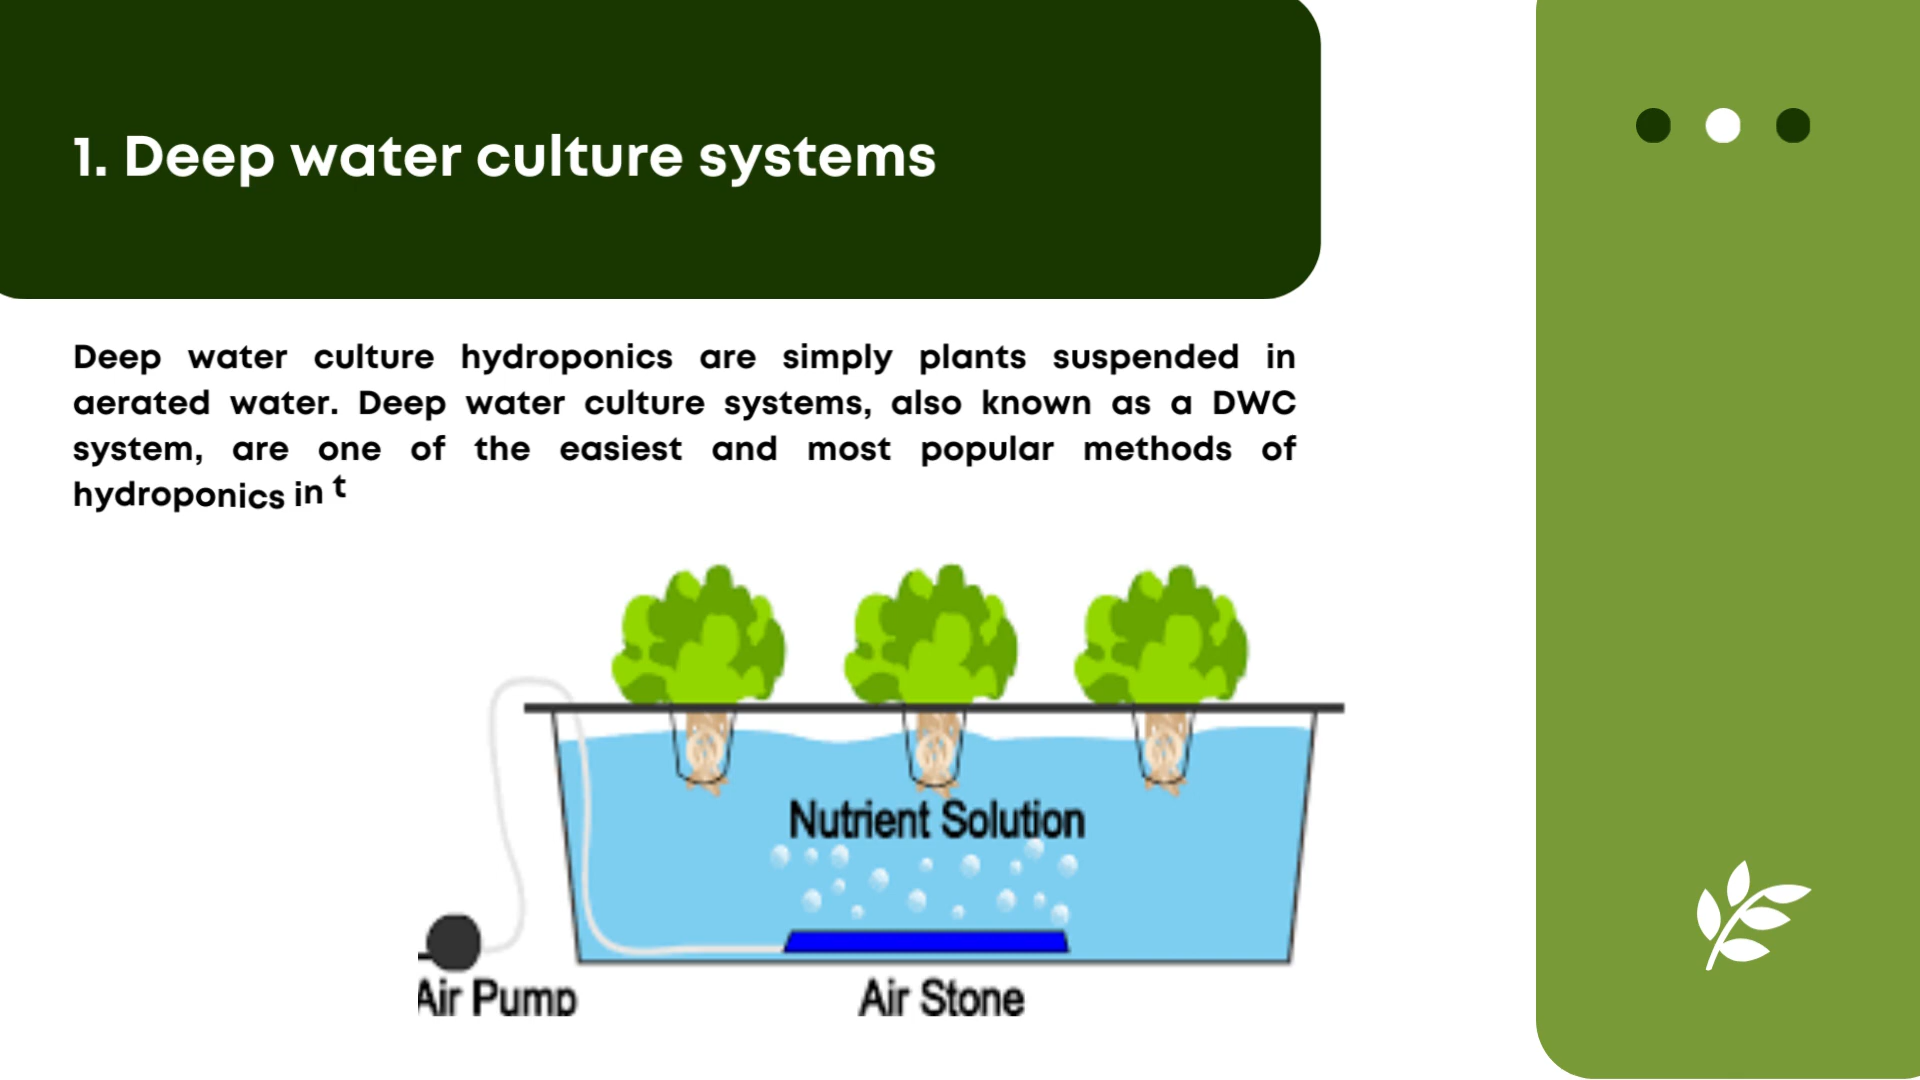 1. Deep water culture systems
Deep water culture hydroponics are simply plants suspended in
aerated water. Deep water culture systems, also known as a DWC
system, are one of the easiest and most popular methods of
hydroponics in t
Nutrient Solution
Air Pump
Air Stone